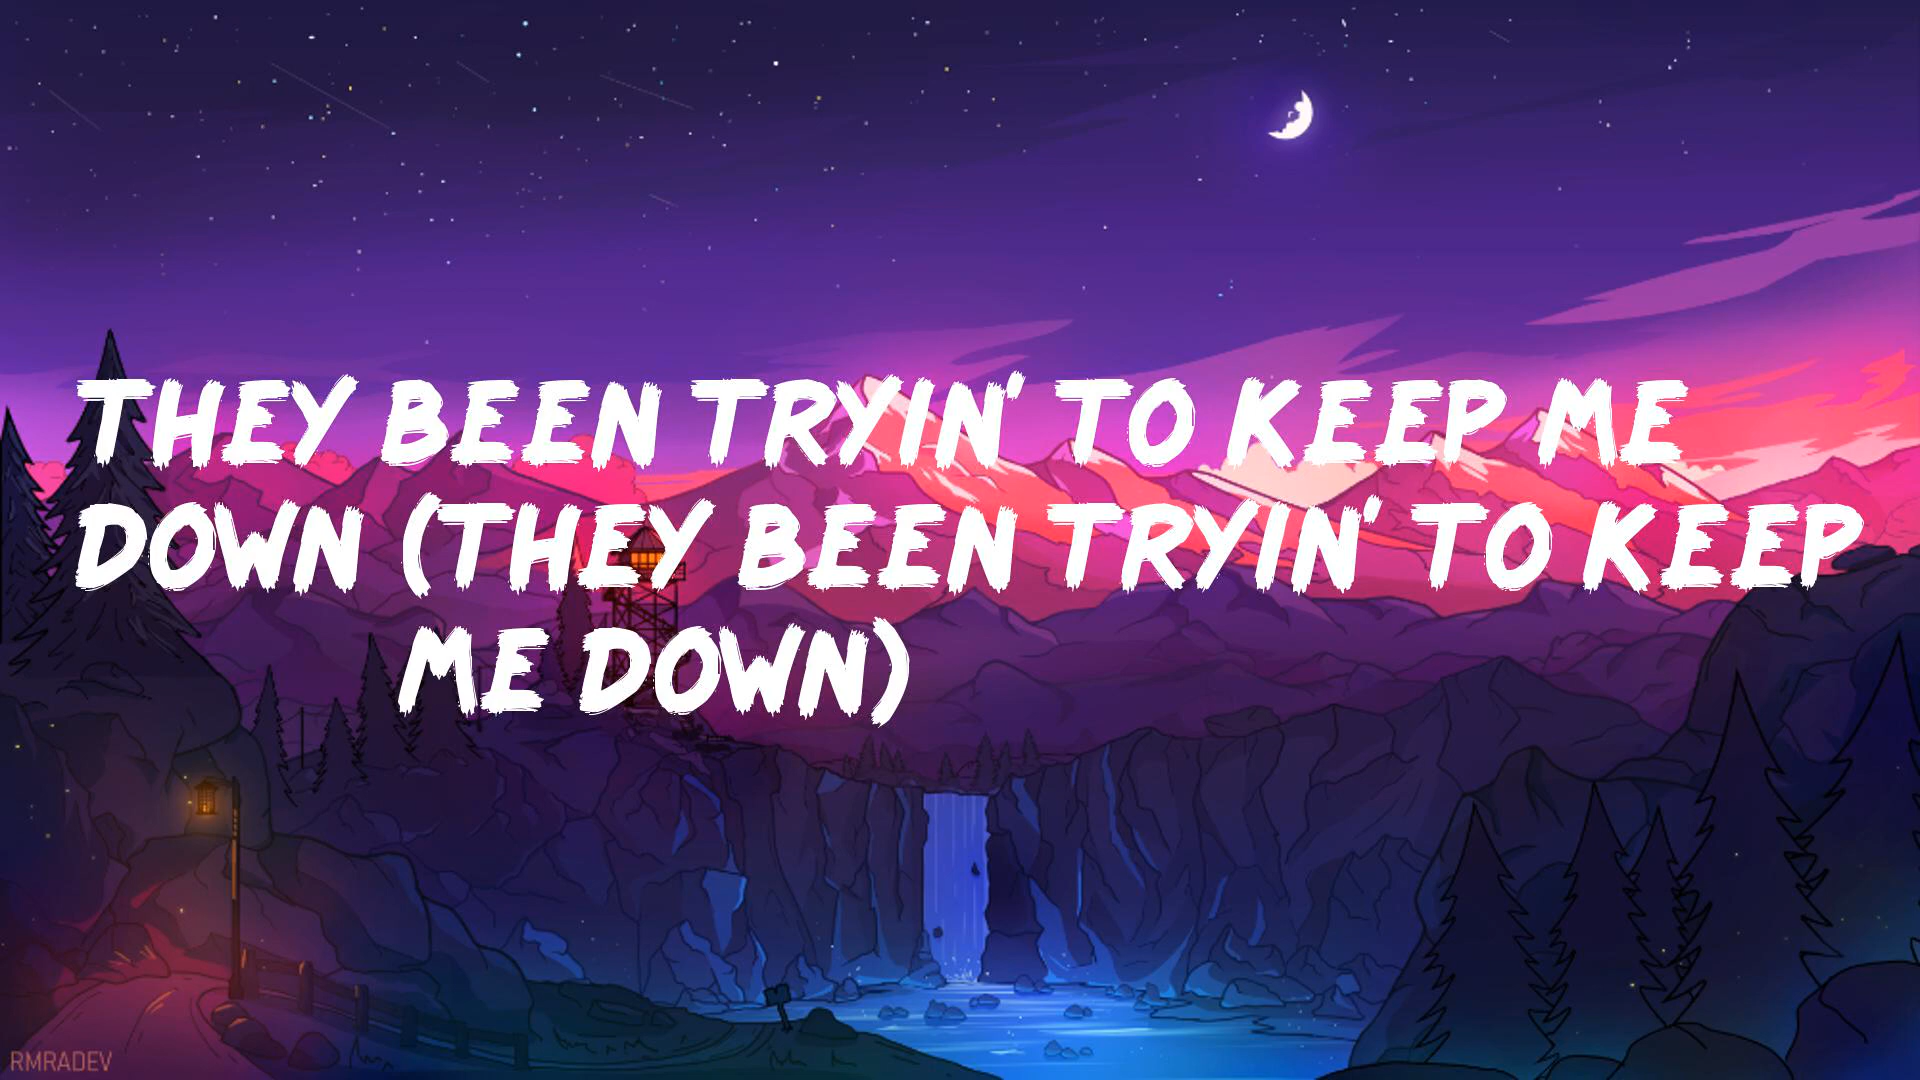 THEY BEEN TRYIN' TO KEEP ME
DOWN (THEY BEEN TRYIN' TO KEEP
ME DOWN)
RMRADEV